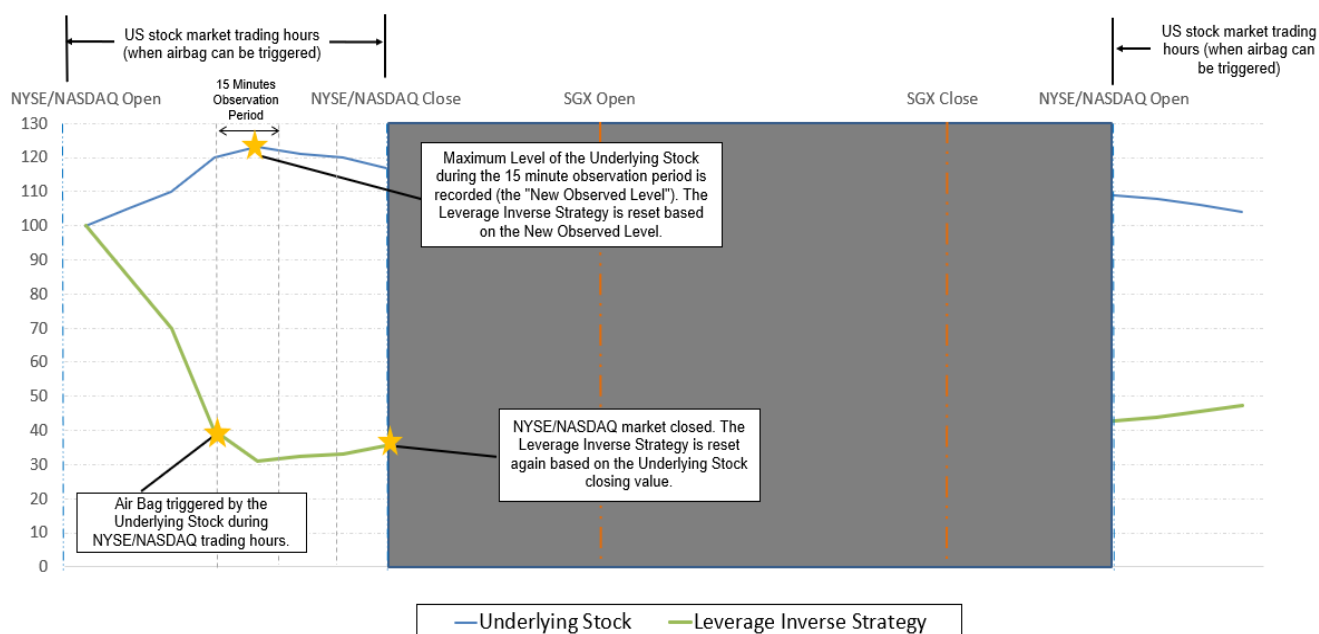 US stock market trading hours
(when airbag can be triggered)
US stock market trading
hours (when airbag can
be triggered)
15 Minutes
Observation
Period
NYSE/NASDAQ Open
NYSE/NASDAQ Close
SGX Open
SGX Close
NYSE/NASDAQ Open
130
120
110
100
90
80
70
60
50
40
30
20
10
0
Maximum Level of the Underlying Stock
during the 15 minute observation period is
recorded (the "New Observed Level"). The
Leverage Inverse Strategy is reset based
on the New Observed Level.
NYSE/NASDAQ market closed. The
Leverage Inverse Strategy is reset
again based on the Underlying Stock
closing value.
Air Bag triggered by the
Underlying Stock during
NYSE/NASDAQ trading hours.
Underlying Stock
Leverage Inverse Strategy